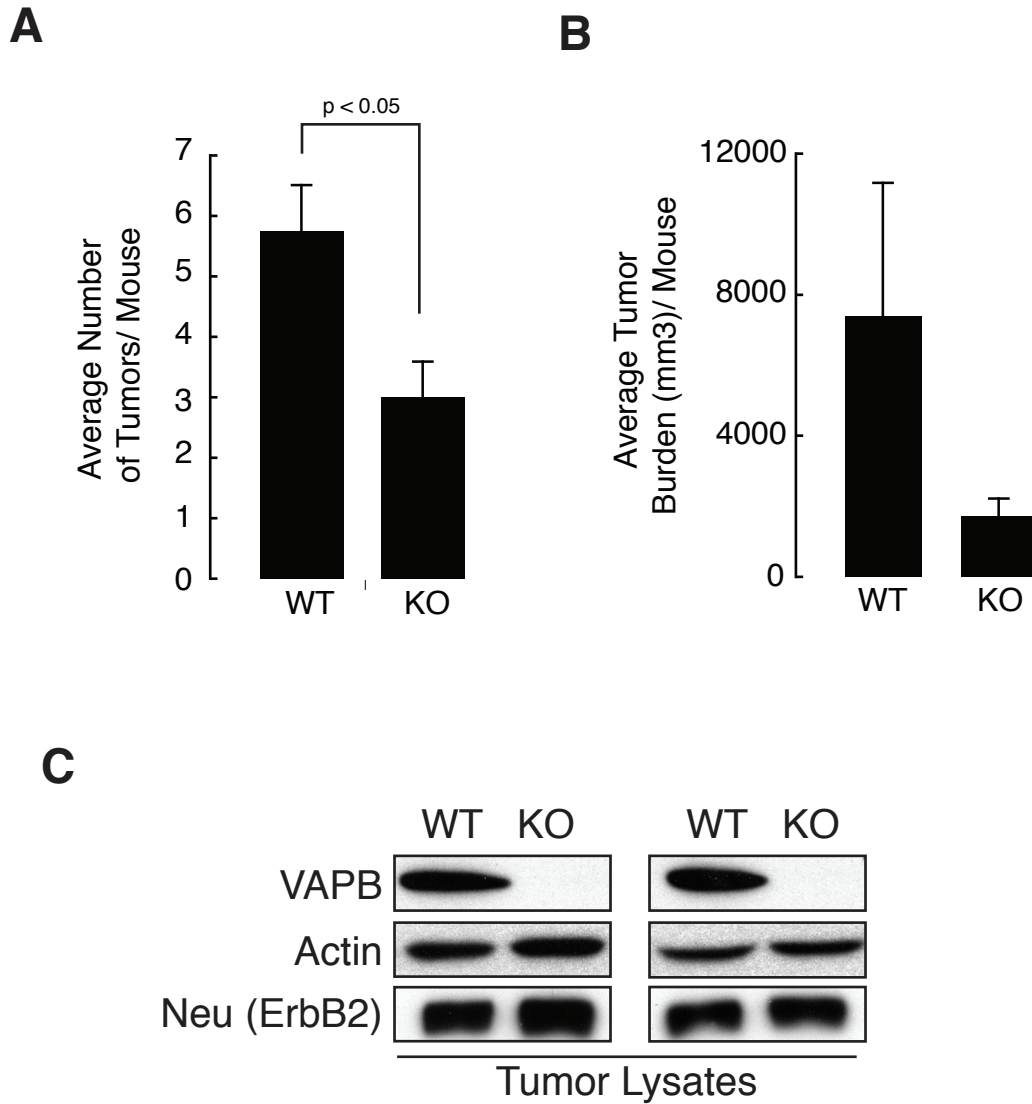 A
p < 0.05
7
6
5
4
3
2
1
0
Average Number
of Tumors/ Mouse
WT
KO
B
12000
8000
4000
0
Average Tumor
Burden (mm3)/ Mouse
WT
KO
C
WT KO WT KO
VAPB
Actin
Neu (ErbB2)
Tumor Lysates